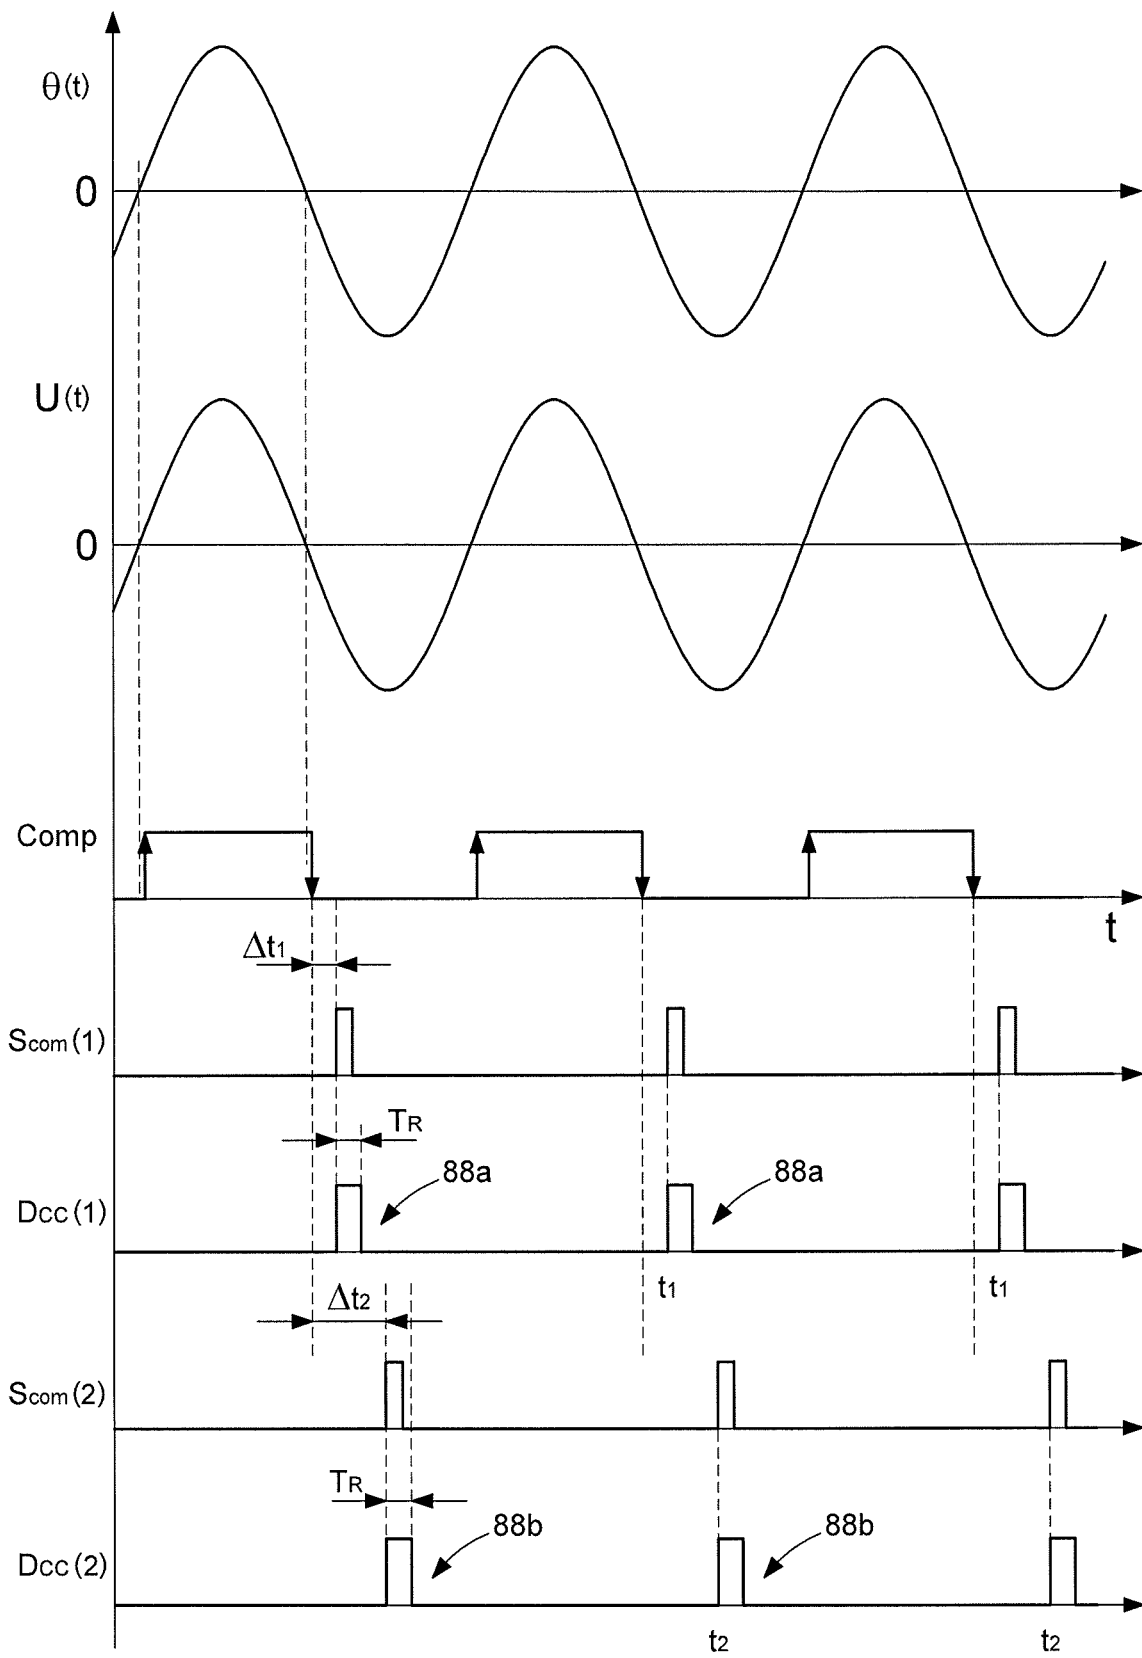 θ(t)
0
U(t)
0
Comp
t
Δt1
Scom(1)
TR
88a
88a
Dcc(1)
t1
t1
Δt2
Scom(2)
TR
88b
88b
Dcc(2)
t2
t2